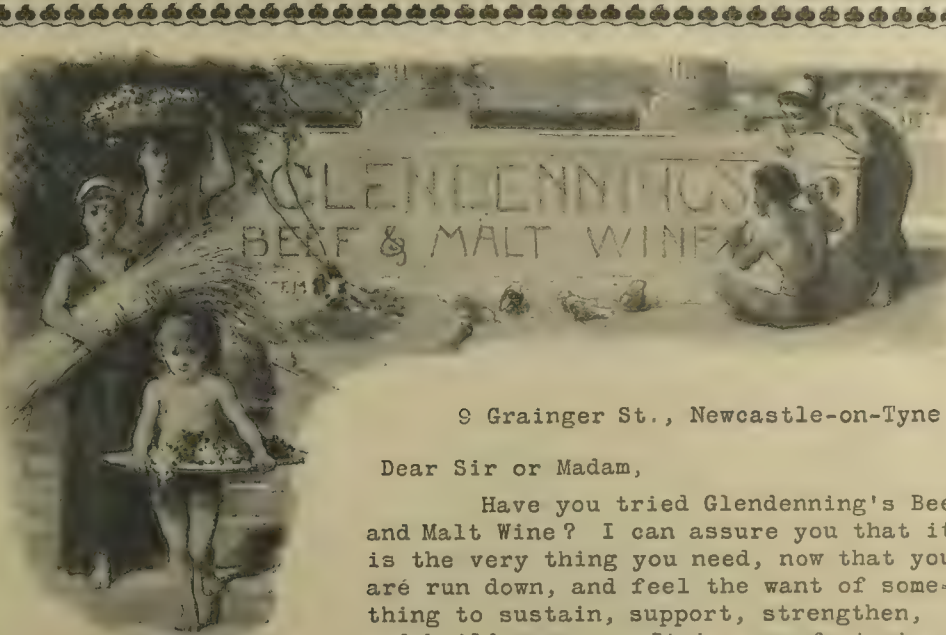 GLENDENNING'S
BEEF & MALT WINE
9 Grainger St., Newcastle-on-Tyne
Dear Sir or Madam,
Have you tried Glendenning's Bee
and Malt Wine? I can assure you that it
is the very thing you need, now that you
are run down, and feel the want of some-
thing to sustain, support, strengthen,